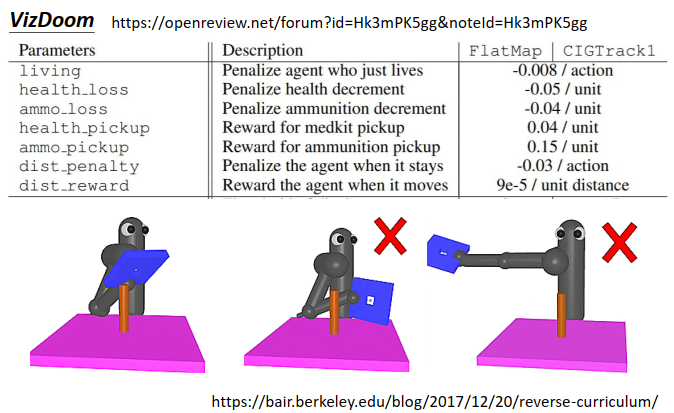 VizDoom https://openreview.net/forum?id=Hk3mPK5gg&noteId=Hk3mPK5gg
Parameters Description FlatMap | CIGTrack1
living Penalize agent who just lives -0.008 / action
health_loss Penalize health decrement -0.05 / unit
ammo_loss Penalize ammunition decrement -0.04 / unit
health_pickup Reward for medkit pickup 0.04 / unit
ammo_pickup Reward for ammunition pickup 0.15 / unit
dist_penalty Penalize the agent when it stays -0.03 / action
dist_reward Reward the agent when it moves 9e-5 / unit distance
https://bair.berkeley.edu/blog/2017/12/20/reverse-curriculum/